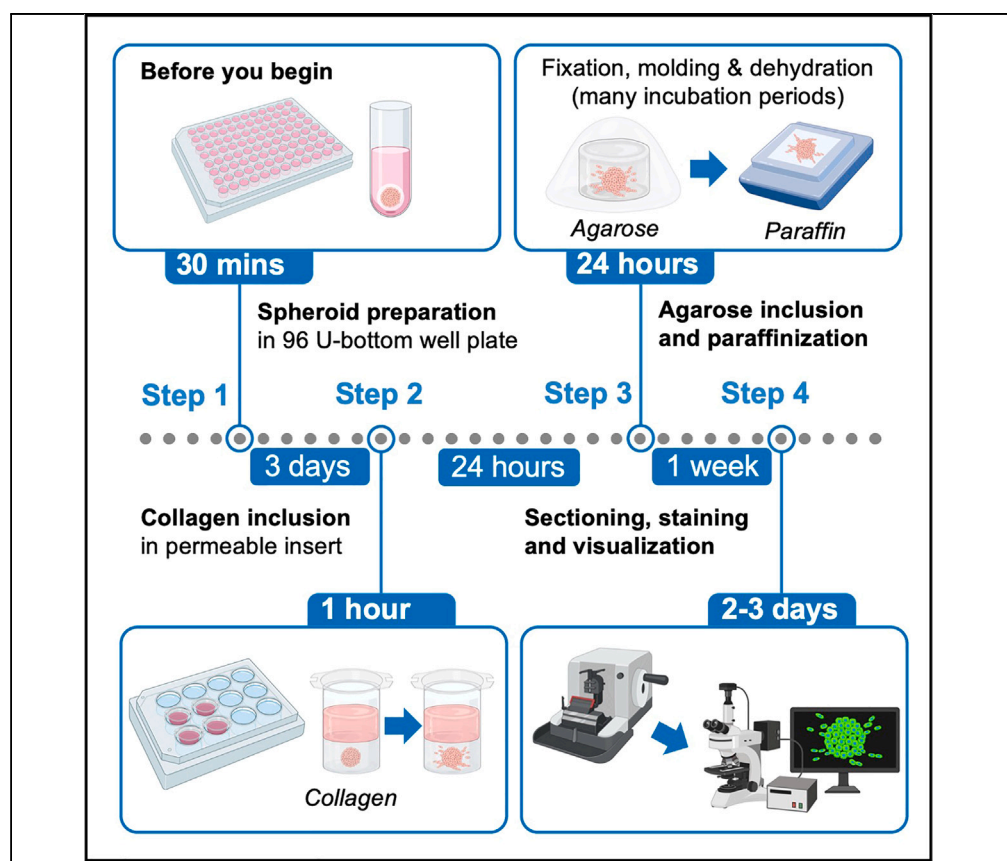 Before you begin
30 mins
Fixation, molding & dehydration
(many incubation periods)
Agarose
Paraffin
24 hours
Spheroid preparation
in 96 U-bottom well plate
Agarose inclusion
and paraffinization
Step 1
Step 2
Step 3
Step 4
3 days
24 hours
1 week
Collagen inclusion
in permeable insert
Sectioning, staining
and visualization
1 hour
Collagen
2-3 days